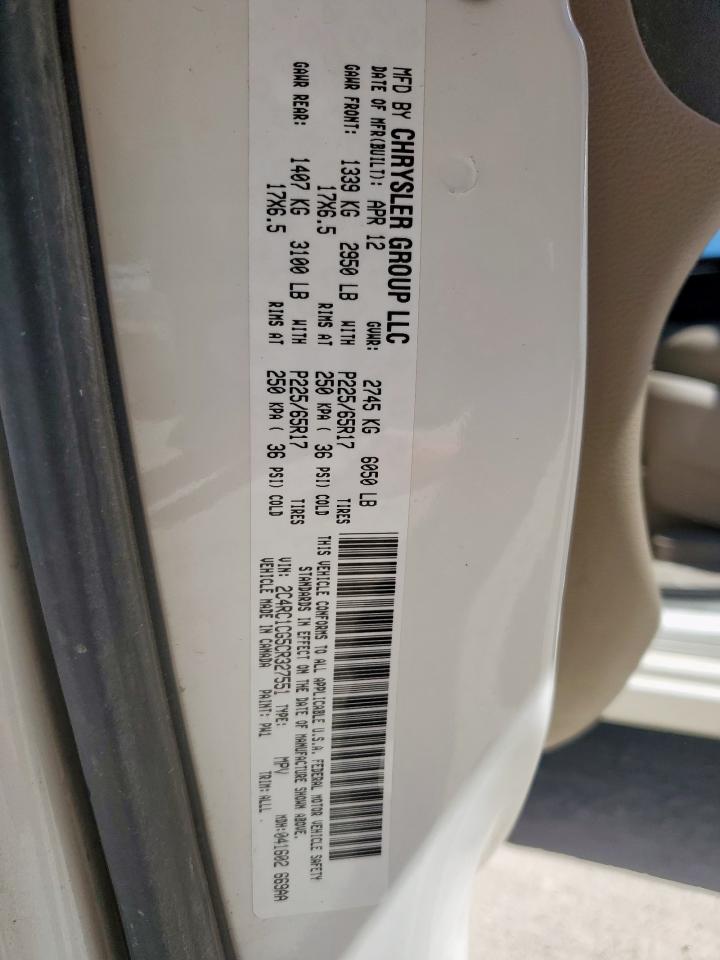 MFD BY CHRYSLER GROUP LLC
DATE OF MFR(BUILT): APR 12 GVWR: 2745 KG 6050 LB
GAWR FRONT: 1339 KG 2950 LB WITH P225/65R17 TIRES
17X6.5 RIMS AT 250 KPA ( 36 PSI) COLD
GAWR REAR: 1407 KG 3100 LB WITH P225/65R17 TIRES
17X6.5 RIMS AT 250 KPA ( 36 PSI) COLD
THIS VEHICLE CONFORMS TO ALL APPLICABLE U.S.A. FEDERAL MOTOR VEHICLE SAFETY
STANDARDS IN EFFECT ON THE DATE OF MANUFACTURE SHOWN ABOVE.
VIN: 2C4RC1CG5CR327551 TYPE: MPV MDH:041602 669AA
VEHICLE MADE IN CANADA PAINT: PW1 TRIM:ALL1 .